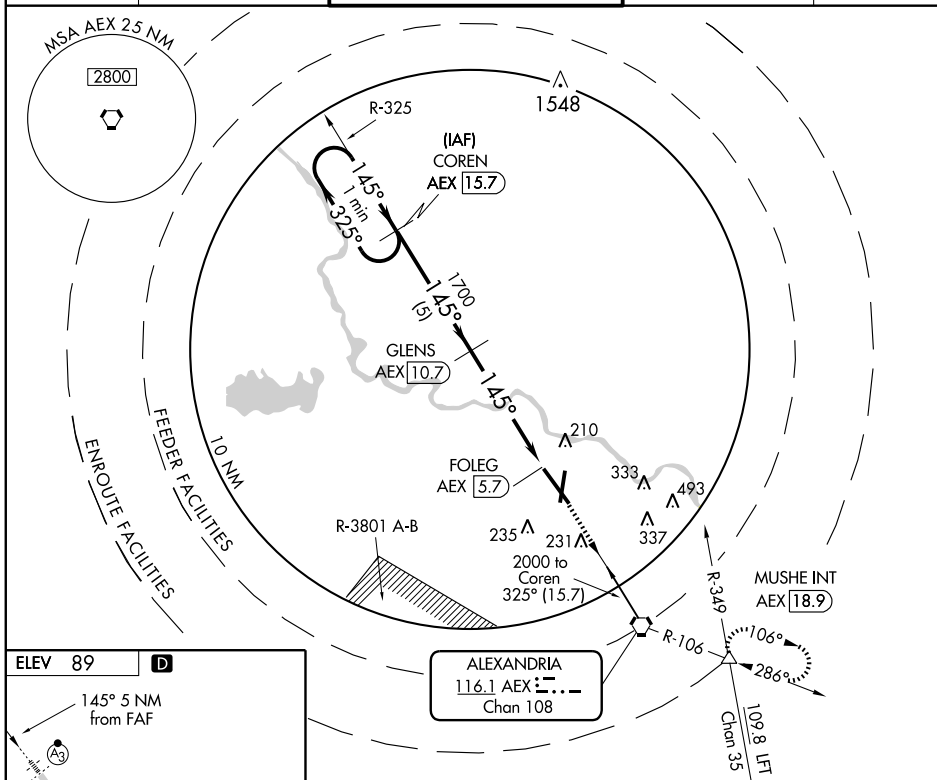 MSA AEX 25 NM
2800
1548
R-325
(IAF)
COREN
AEX 15.7
145°
1 min
325°
1700
145°
(5)
GLENS
AEX 10.7
145°
210
FOLEG
AEX 5.7
333
493
337
235
231
10 NM
FEEDER FACILITIES
ENROUTE FACILITIES
R-3801 A-B
2000 to
Coren
325° (15.7)
R-349
MUSHE INT
AEX 18.9
R-106
106°
286°
109.8 LFT
Chan 35
ALEXANDRIA
116.1 AEX
Chan 108
ELEV 89 D
145° 5 NM
from FAF
A3